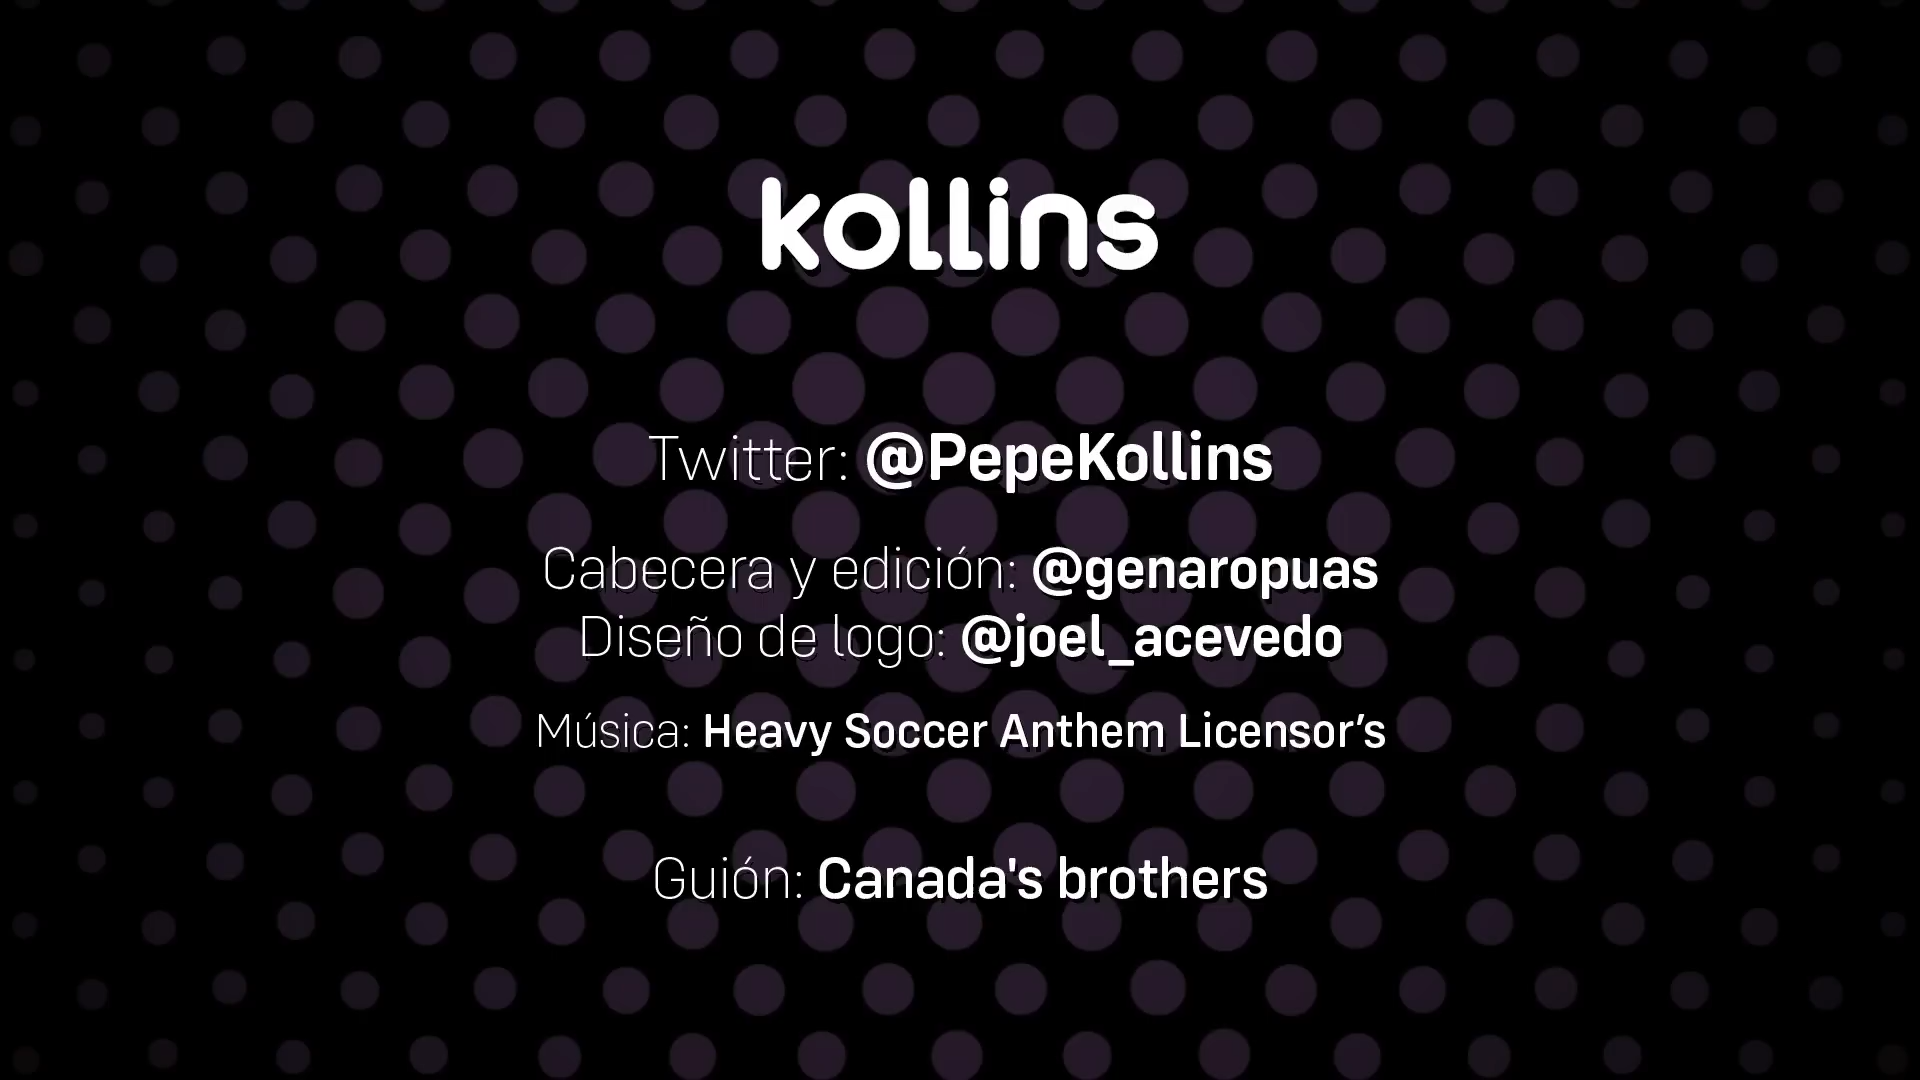 kollins
Twitter: @PepeKollins
Cabecera y edición: @genaropuas
Diseño de logo: @joel_acevedo
Música: Heavy Soccer Anthem Licensor’s
Guión: Canada's brothers